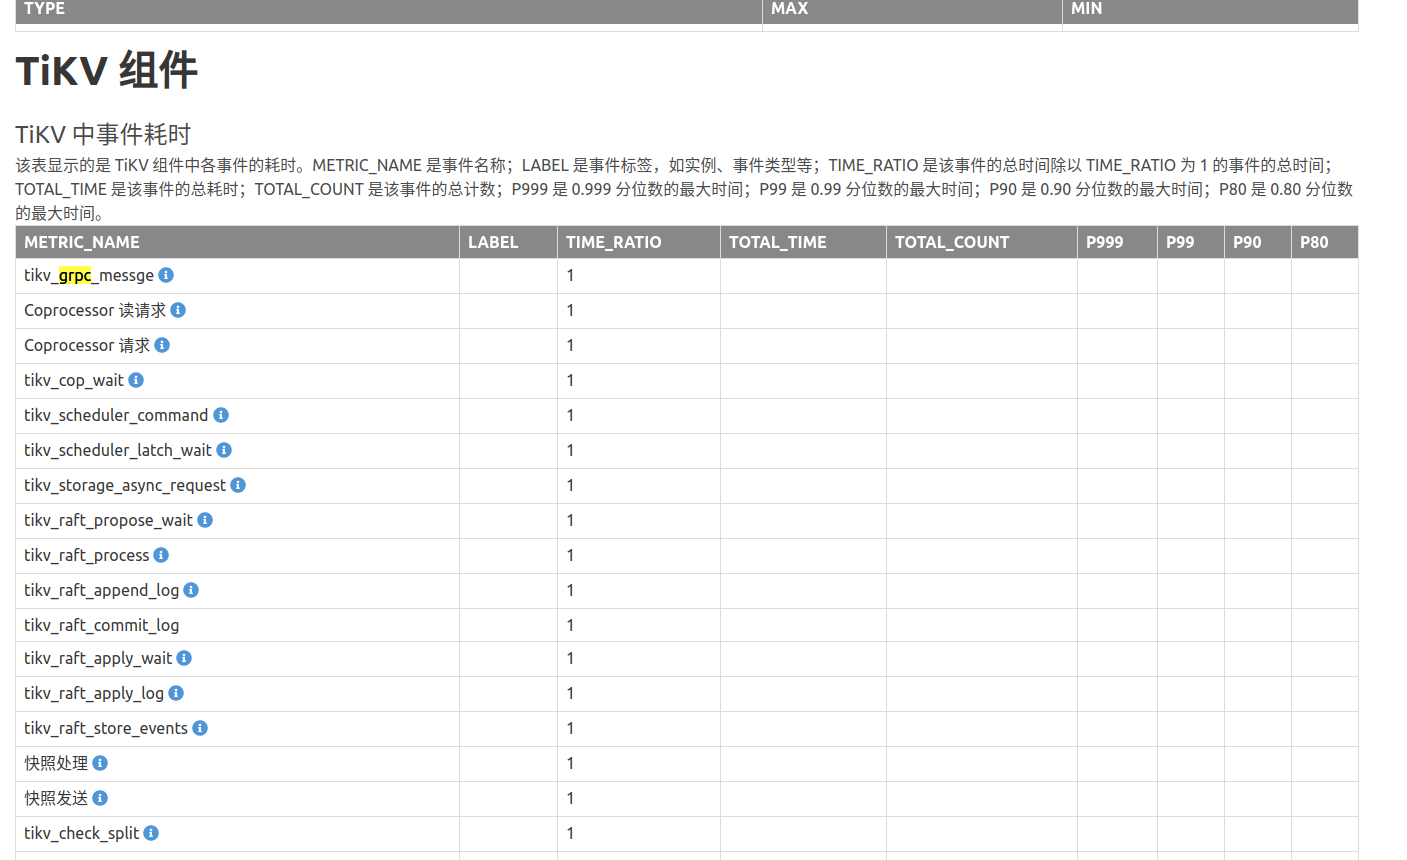 TYPE MAX MIN
TiKV 组件
TiKV 中事件耗时
该表显示的是 TiKV 组件中各事件的耗时。METRIC_NAME 是事件名称；LABEL 是事件标签，如实例、事件类型等；TIME_RATIO 是该事件的总时间除以 TIME_RATIO 为 1 的事件的总时间；
TOTAL_TIME 是该事件的总耗时；TOTAL_COUNT 是该事件的总计数；P999 是 0.999 分位数的最大时间；P99 是 0.99 分位数的最大时间；P90 是 0.90 分位数的最大时间；P80 是 0.80 分位数
的最大时间。
METRIC_NAME LABEL TIME_RATIO TOTAL_TIME TOTAL_COUNT P999 P99 P90 P80
tikv_grpc_messge 1
Coprocessor 读请求 1
Coprocessor 请求 1
tikv_cop_wait 1
tikv_scheduler_command 1
tikv_scheduler_latch_wait 1
tikv_storage_async_request 1
tikv_raft_propose_wait 1
tikv_raft_process 1
tikv_raft_append_log 1
tikv_raft_commit_log 1
tikv_raft_apply_wait 1
tikv_raft_apply_log 1
tikv_raft_store_events 1
快照处理 1
快照发送 1
tikv_check_split 1